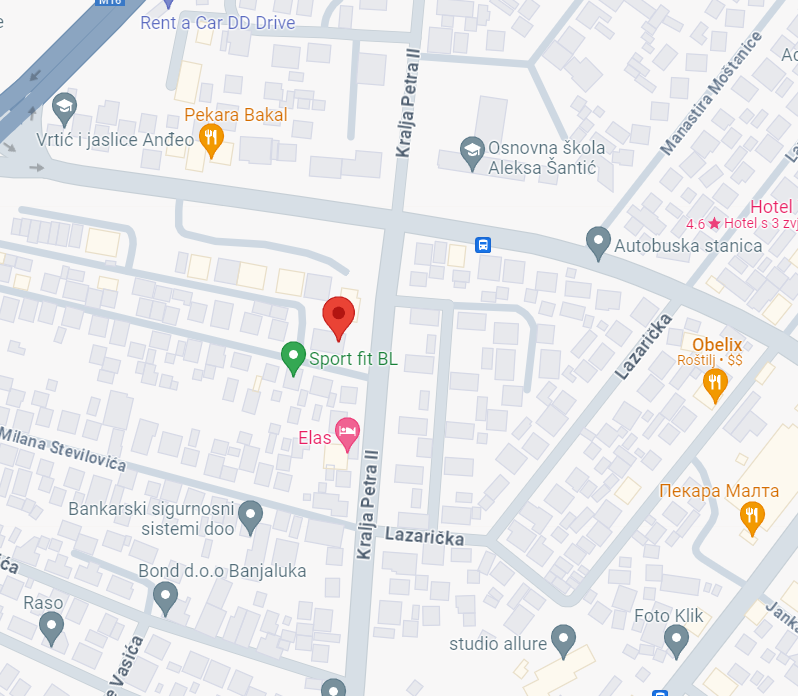 M16
Rent a Car DD Drive
Kralja Petra II
Manastira Moštanice
Pekara Bakal
Vrtić i jaslice Anđeo
Osnovna škola
Aleksa Šantić
Hotel
4.6★ Hotel s 3 zvj
Autobuska stanica
Lazarička
Obelix
Roštilj • $$
Sport fit BL
Elas
Milana Stevilovića
Kralja Petra II
Пекара Малта
Bankarski sigurnosni
sistemi doo
Lazarička
Bond d.o.o Banjaluka
Raso
Foto Klik
studio allure
Janka
e Vasića